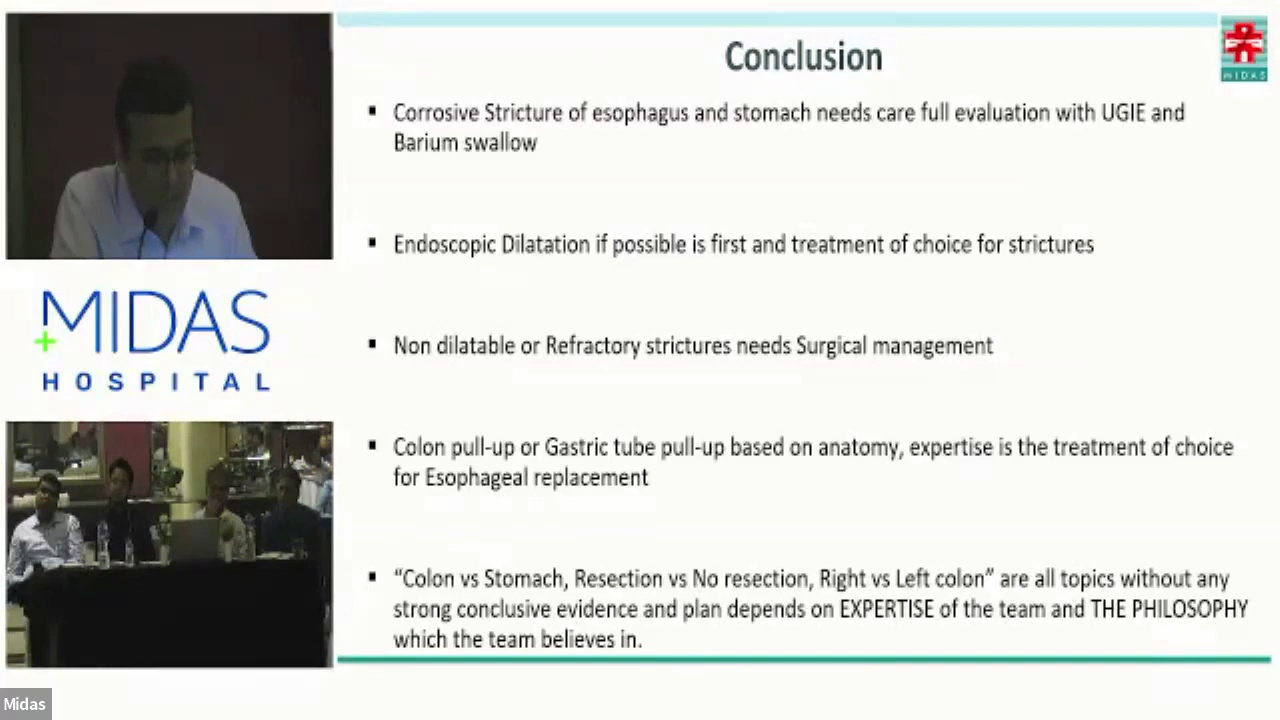 Conclusion
MIDAS
▪ Corrosive Stricture of esophagus and stomach needs care full evaluation with UGIE and
Barium swallow
▪ Endoscopic Dilatation if possible is first and treatment of choice for strictures
▪ Non dilatable or Refractory strictures needs Surgical management
▪ Colon pull-up or Gastric tube pull-up based on anatomy, expertise is the treatment of choice
for Esophageal replacement
▪ “Colon vs Stomach, Resection vs No resection, Right vs Left colon” are all topics without any
strong conclusive evidence and plan depends on EXPERTISE of the team and THE PHILOSOPHY
which the team believes in.
MIDAS
HOSPITAL
Midas